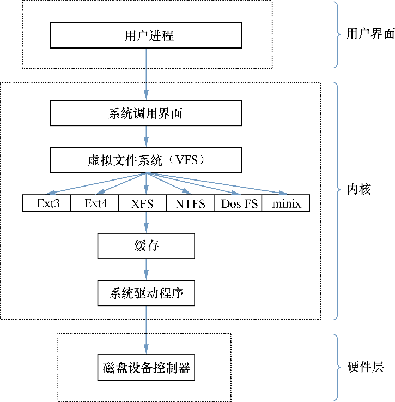 用户进程
用户界面
系统调用界面
虚拟文件系统（VFS）
内核
Ext3 Ext4 XFS NTFS Dos FS minix
缓存
系统驱动程序
磁盘设备控制器
硬件层